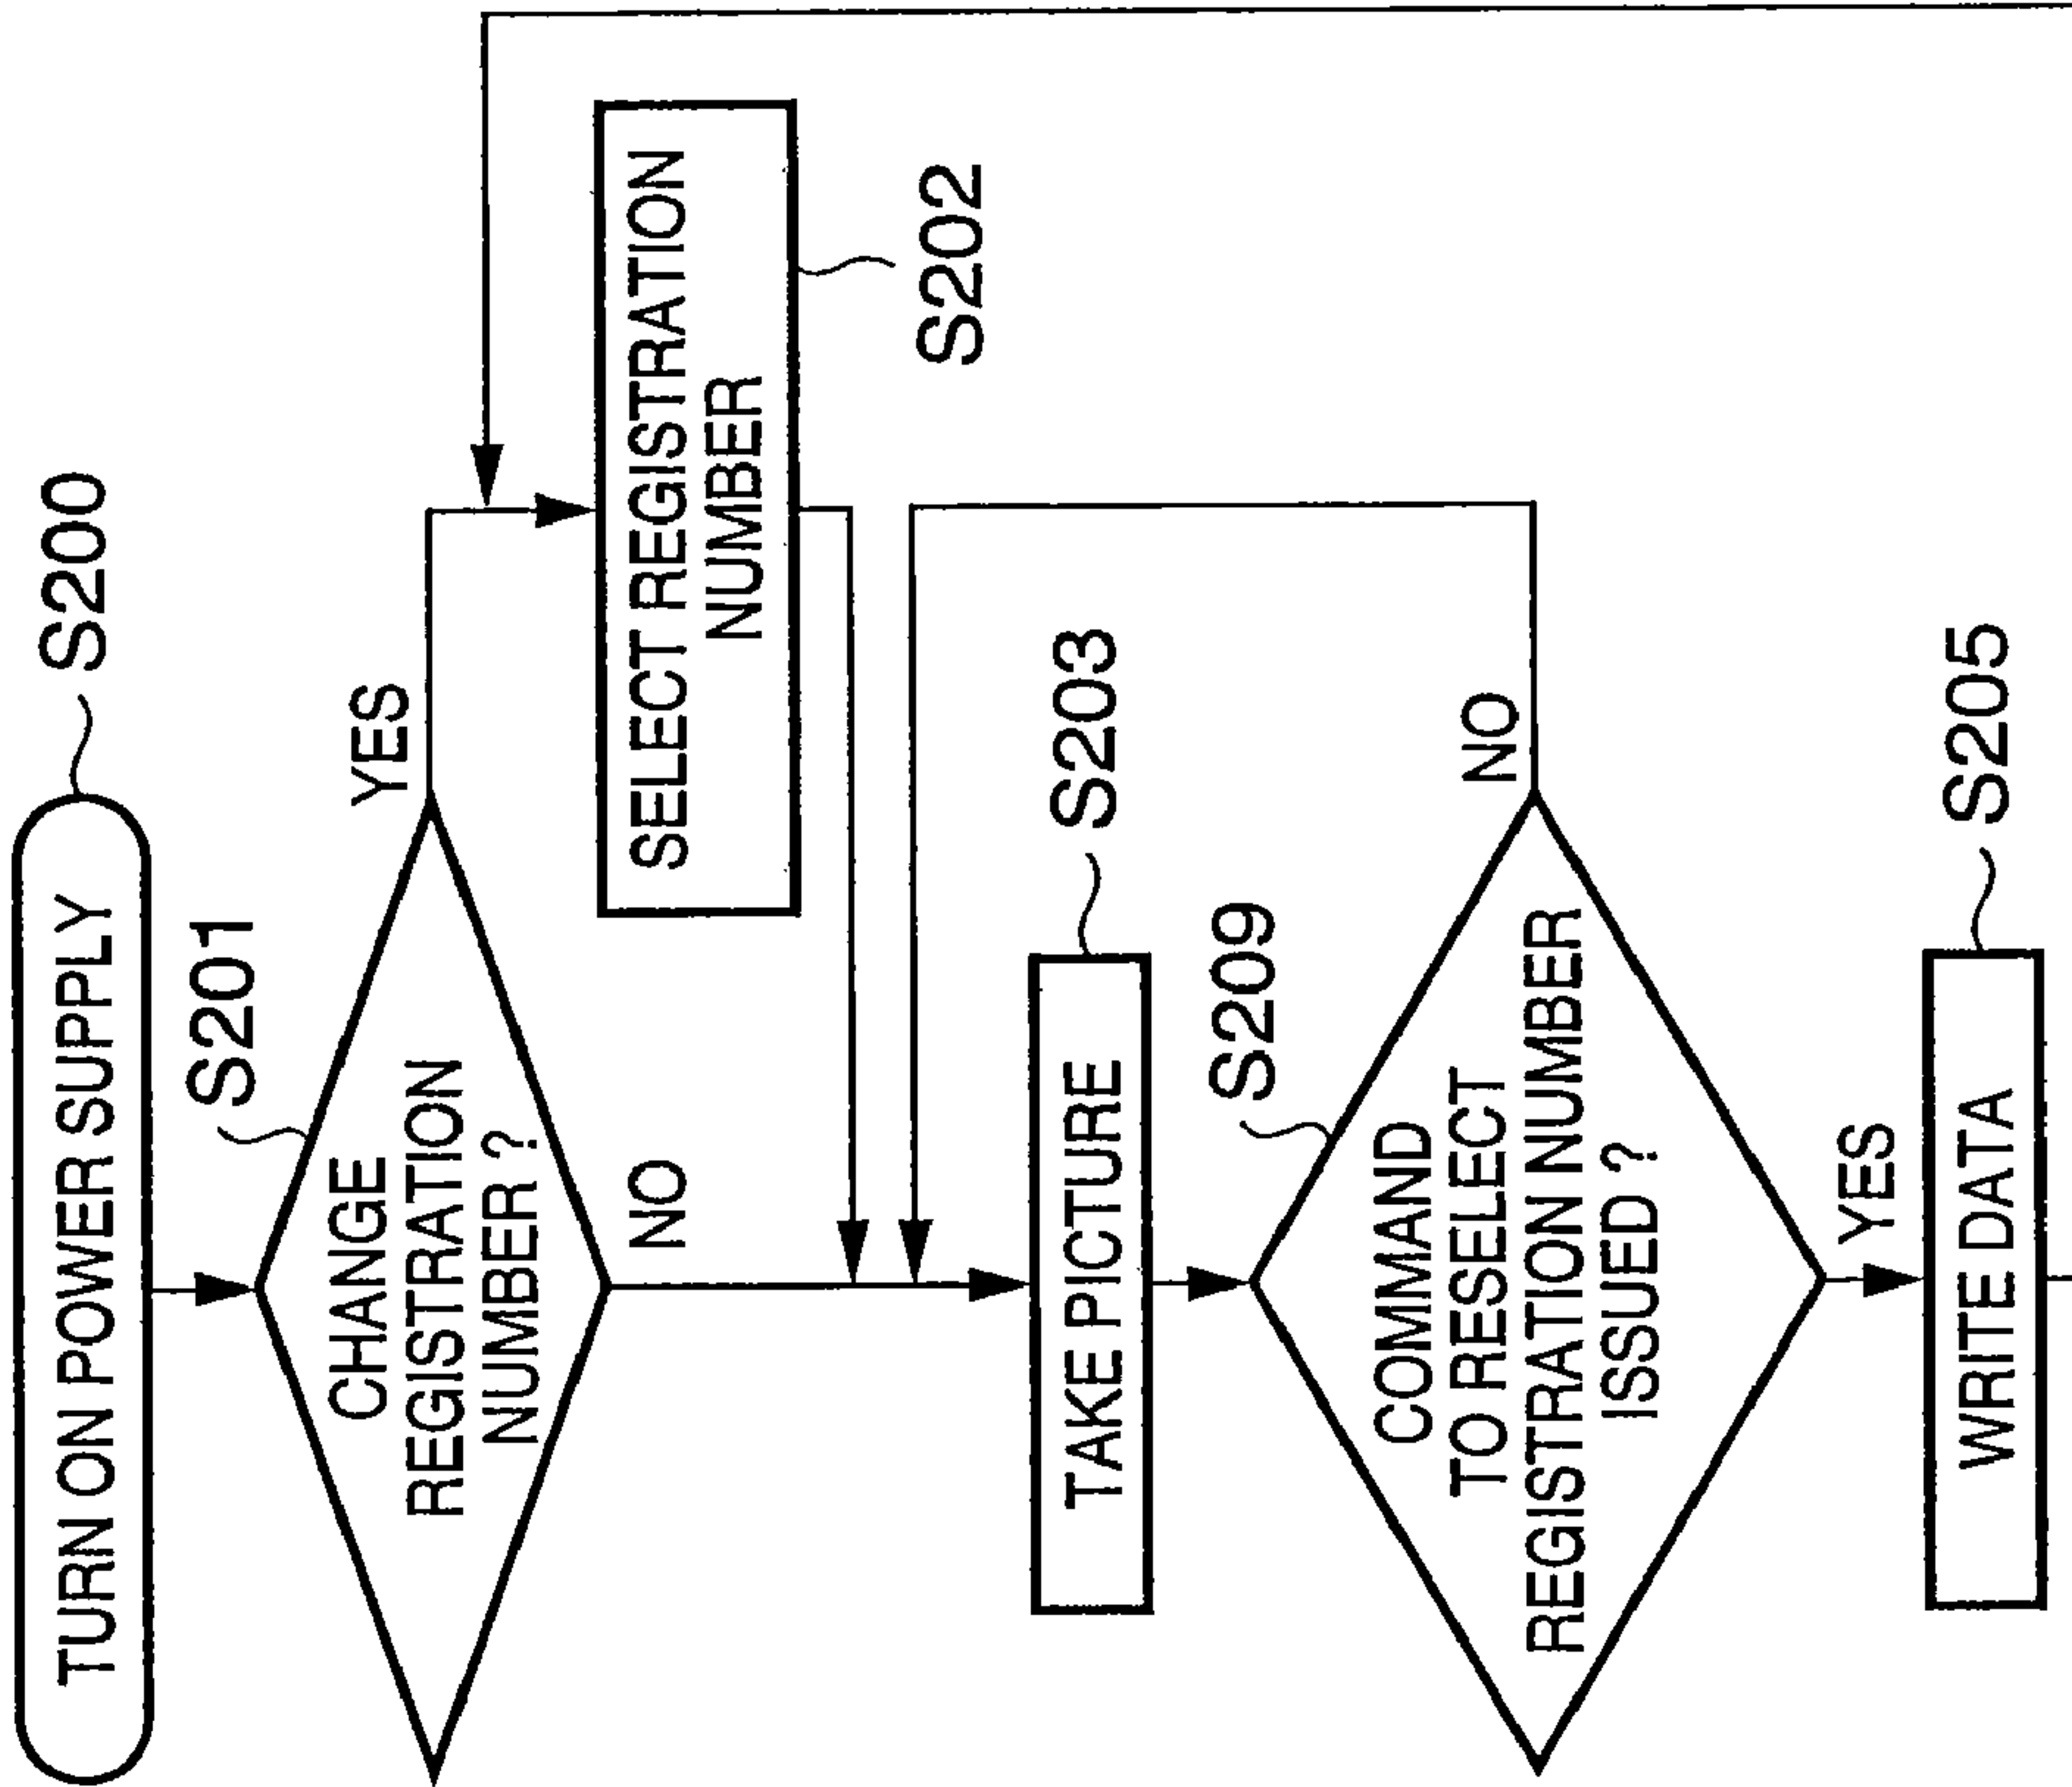 TURN ON POWER SUPPLY
S200
S201
CHANGE
REGISTRATION
NUMBER ?
YES
NO
SELECT REGISTRATION
NUMBER
S202
TAKE PICTURE
S203
S209
COMMAND
TO RESELECT
REGISTRATION NUMBER
ISSUED ?
NO
YES
WRITE DATA
S205